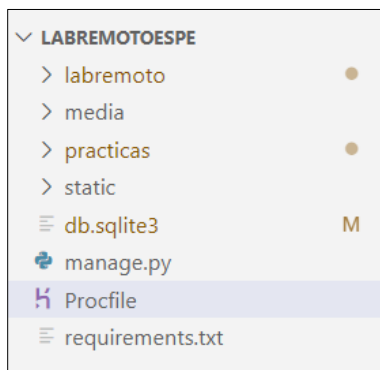 LABREMOTOESPE
labremoto
media
practicas
static
db.sqlite3 M
manage.py
Procfile
requirements.txt